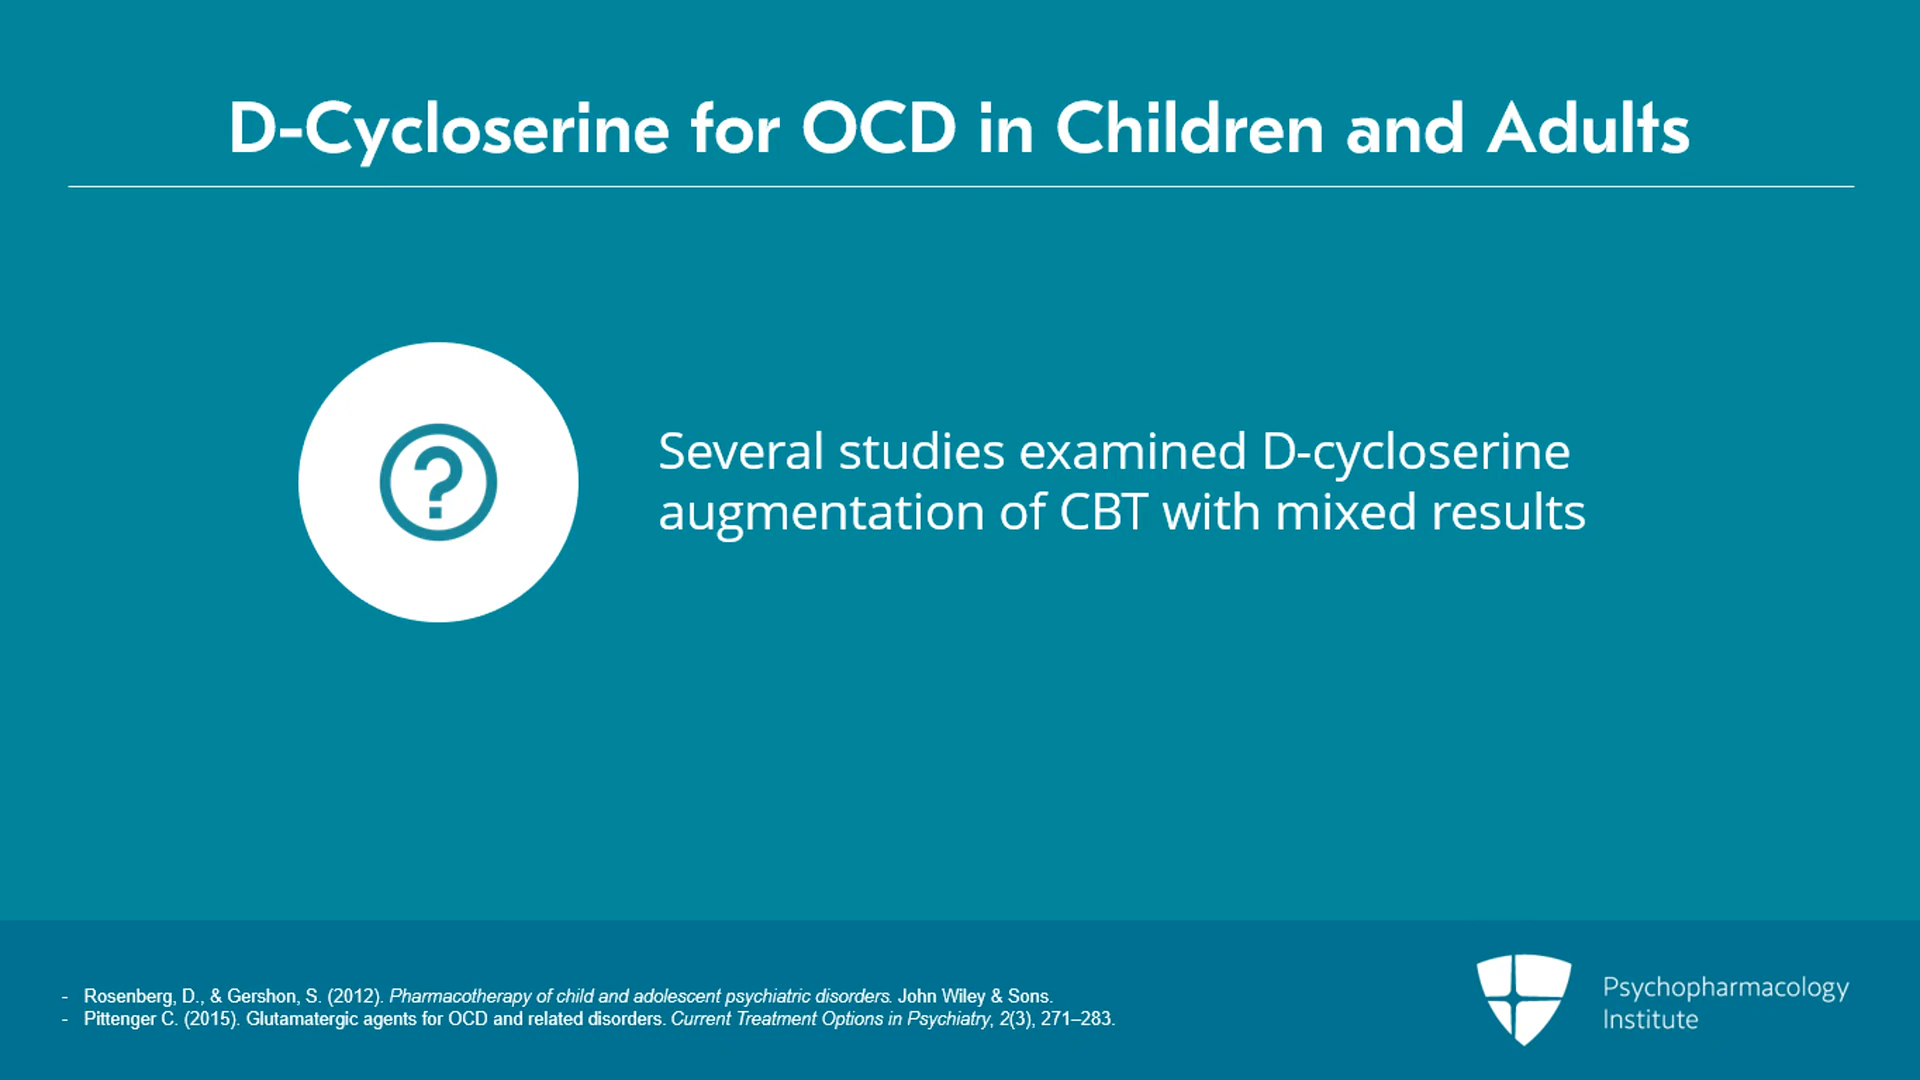 D-Cycloserine for OCD in Children and Adults
?
Several studies examined D-cycloserine
augmentation of CBT with mixed results
- Rosenberg, D., & Gershon, S. (2012). Pharmacotherapy of child and adolescent psychiatric disorders. John Wiley & Sons.
- Pittenger C. (2015). Glutamatergic agents for OCD and related disorders. Current Treatment Options in Psychiatry, 2(3), 271–283.
Psychopharmacology
Institute